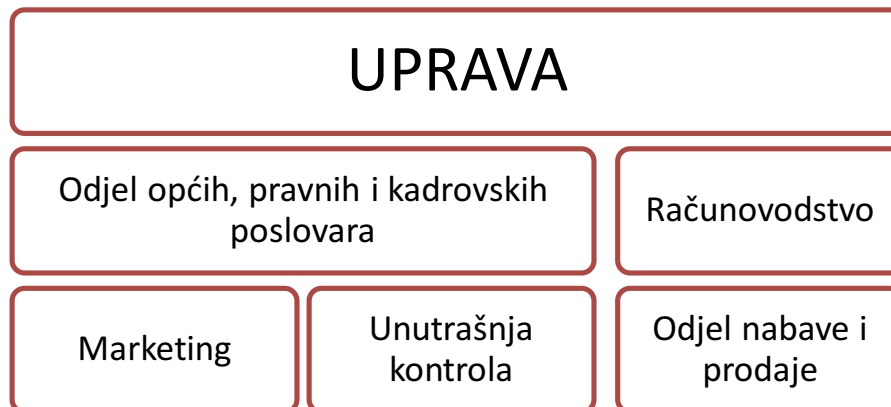 UPRAVA
Odjel općih, pravnih i kadrovskih
poslovara
Računovodstvo
Marketing
Unutrašnja
kontrola
Odjel nabave i
prodaje